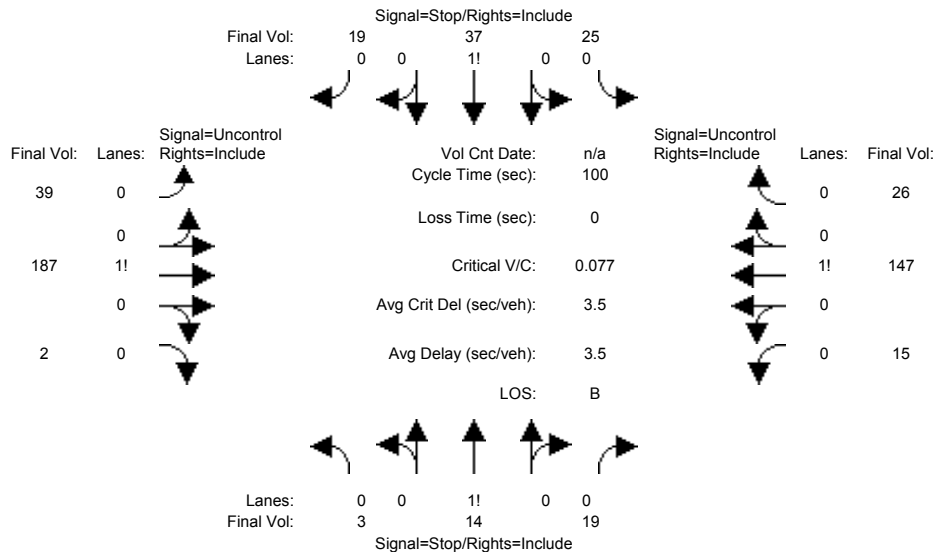 Signal=Stop/Rights=Include
Final Vol: 19 37 25
Lanes: 0 0 1! 0 0
Signal=Uncontrol
Final Vol: Lanes: Rights=Include
Vol Cnt Date: n/a
Signal=Uncontrol
Rights=Include Lanes: Final Vol:
Cycle Time (sec): 100
39 0
0 26
Loss Time (sec): 0
0
0
187 1!
Critical V/C: 0.077
1! 147
0
Avg Crit Del (sec/veh): 3.5
0
2 0
Avg Delay (sec/veh): 3.5
0 15
LOS: B
Lanes: 0 0 1! 0 0
Final Vol: 3 14 19
Signal=Stop/Rights=Include